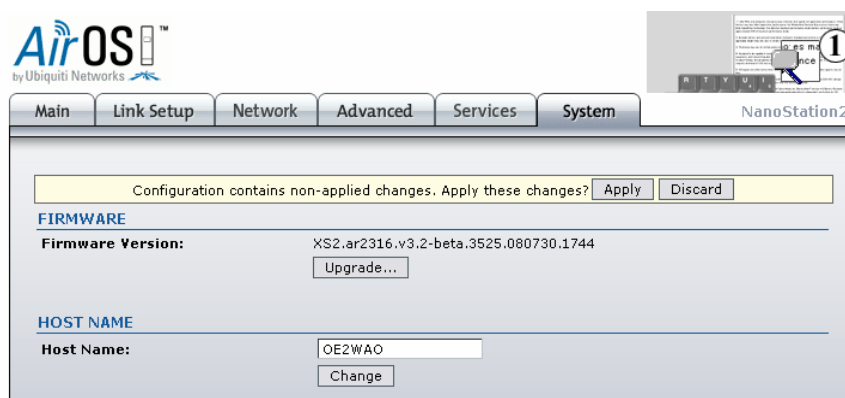 AirOS™
by Ubiquiti Networks
Main Link Setup Network Advanced Services System NanoStation2
Configuration contains non-applied changes. Apply these changes? Apply Discard
FIRMWARE
Firmware Version: XS2.ar2316.v3.2-beta.3525.080730.1744
Upgrade...
HOST NAME
Host Name: OE2WAO
Change